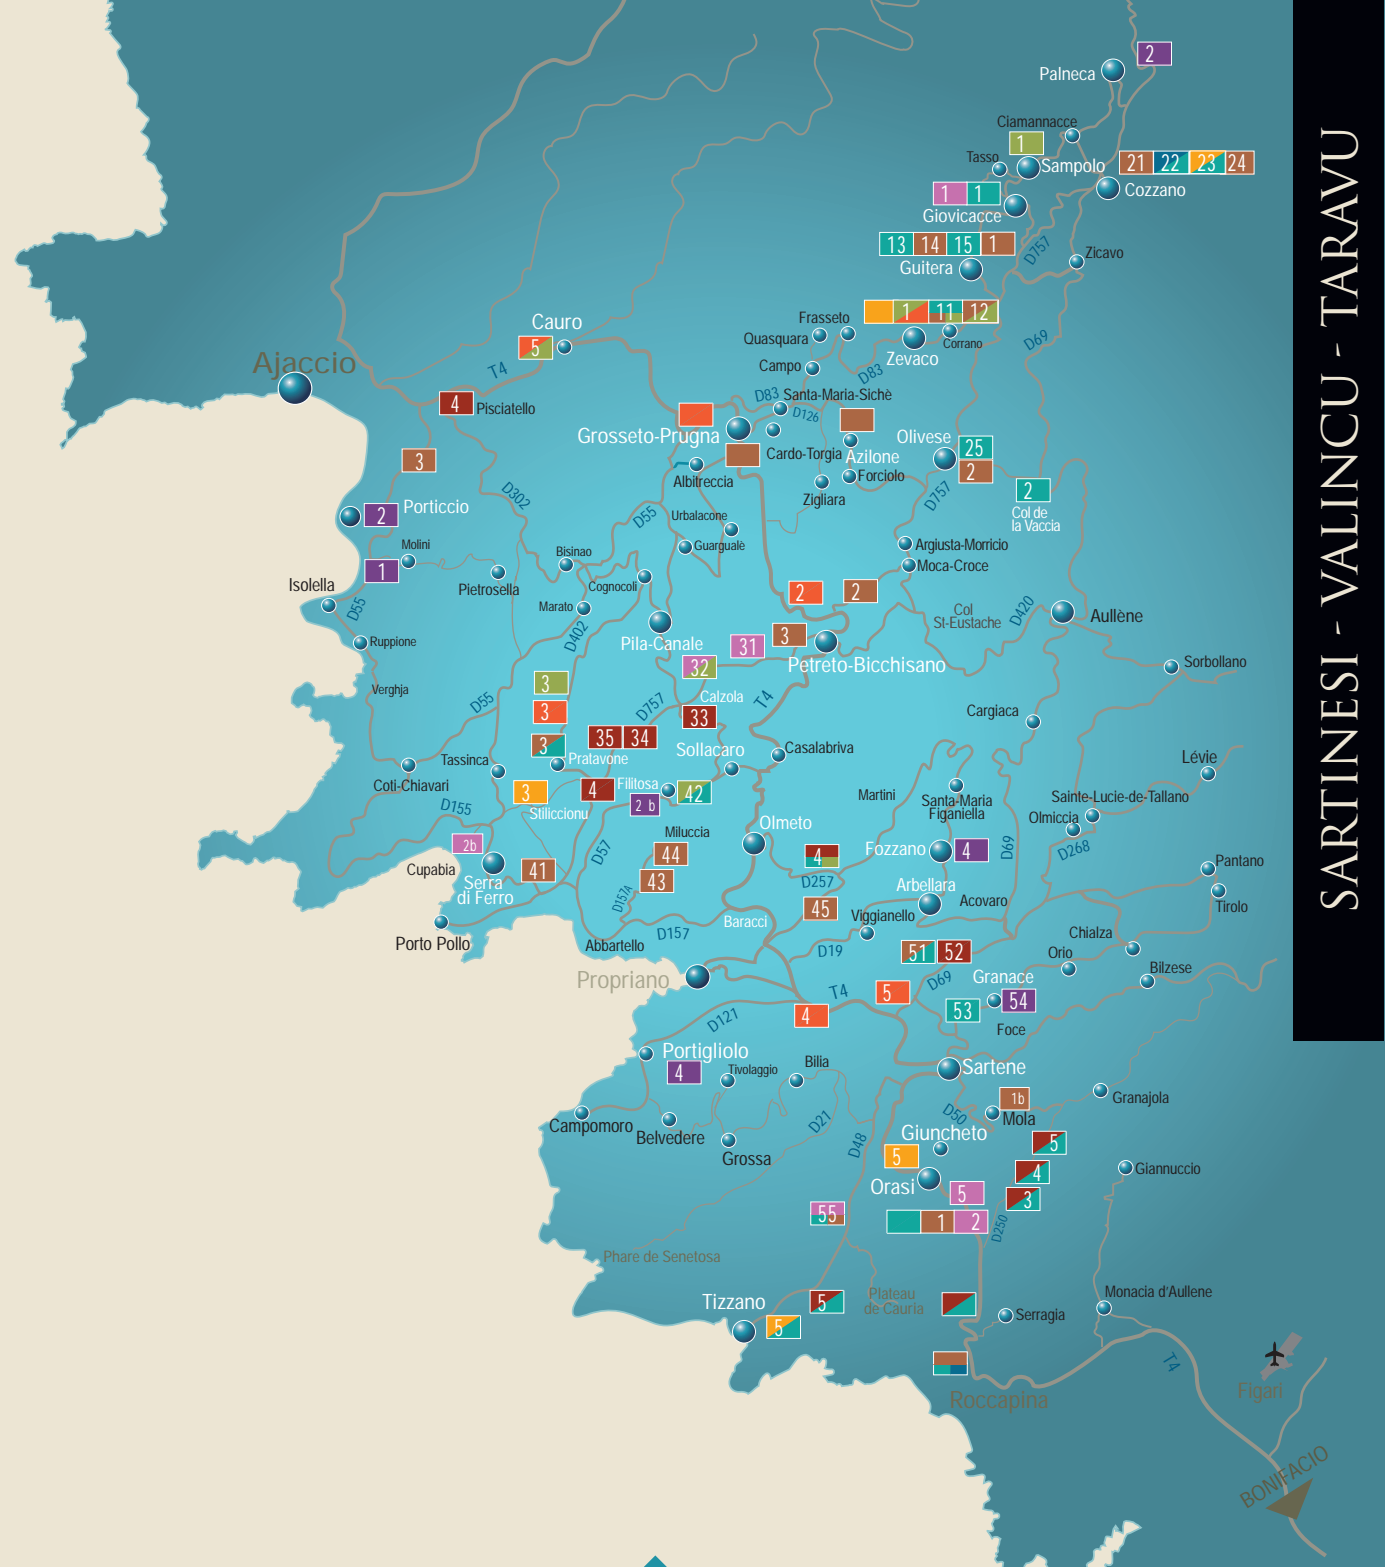 SARTINESI - VALINCU - TARAVU
2
Palneca
Ciamannacce
1
Tasso
Sampolo
21 22 23 24
Cozzano
1 1
Giovicacce
13 14 15 1
Guitera
D757
Zicavo
1 11 12
Frasseto
Quasquara
Corrano
Zevaco
D69
Campo
D83
Cauro
5
Ajaccio
T4
4
Pisciatello
D83
Santa-Maria-Sichè
D126
Grosseto-Prugna
Cardo-Torgia
Azilone
Olivese
25
2
3
Albitreccia
Forciolo
Zigliara
D757
2
Col de
la Vaccia
D302
2
Porticcio
D55
Urbalacone
Guargualè
Argiusta-Morricio
Moca-Croce
Molini
1
Bisinao
Pietrosella
Cognocoli
Isolella
D55
Marato
2
2
Col
St-Eustache
D420
Aullène
Ruppione
D402
Pila-Canale
31
3
Petreto-Bicchisano
32
Sorbollano
Verghja
3
D55
3
D757
Calzola
T4
33
Cargiaca
35 34
3
Pralavone
Sollacaro
Casalabriva
Tassinca
Lévie
Coti-Chiavari
3
Stiliccionu
4
Filitosa
2 b
42
Martini
Santa-Maria
Figaniella
Sainte-Lucie-de-Tallano
Olmiccia
D155
2b
Miluccia
Olmeto
D57
44
4
Fozzano
4
D69
D268
Pantano
Cupabia
Serra
di Ferro
41
43
D257
Arbellara
Acovaro
Tirolo
D157A
45
Viggianello
Baracci
Porto Pollo
Abbartello
D157
D19
51 52
Chialza
Orio
Bilzese
Propriano
D69
Granace
T4
5
53
54
4
Foce
D121
Portigliolo
4
Tivolaggio
Bilia
Sartene
1b
Granajola
Campomoro
Belvedere
D21
D50
Mola
Grossa
D48
Giuncheto
5
5
4
Giannuccio
Orasi
5
3
55
1 2
D250
Phare de Senetosa
Tizzano
5
5
Plateau
de Cauria
Serragia
Monacia d'Aullene
T4
Roccapina
Figari
BONIFACIO